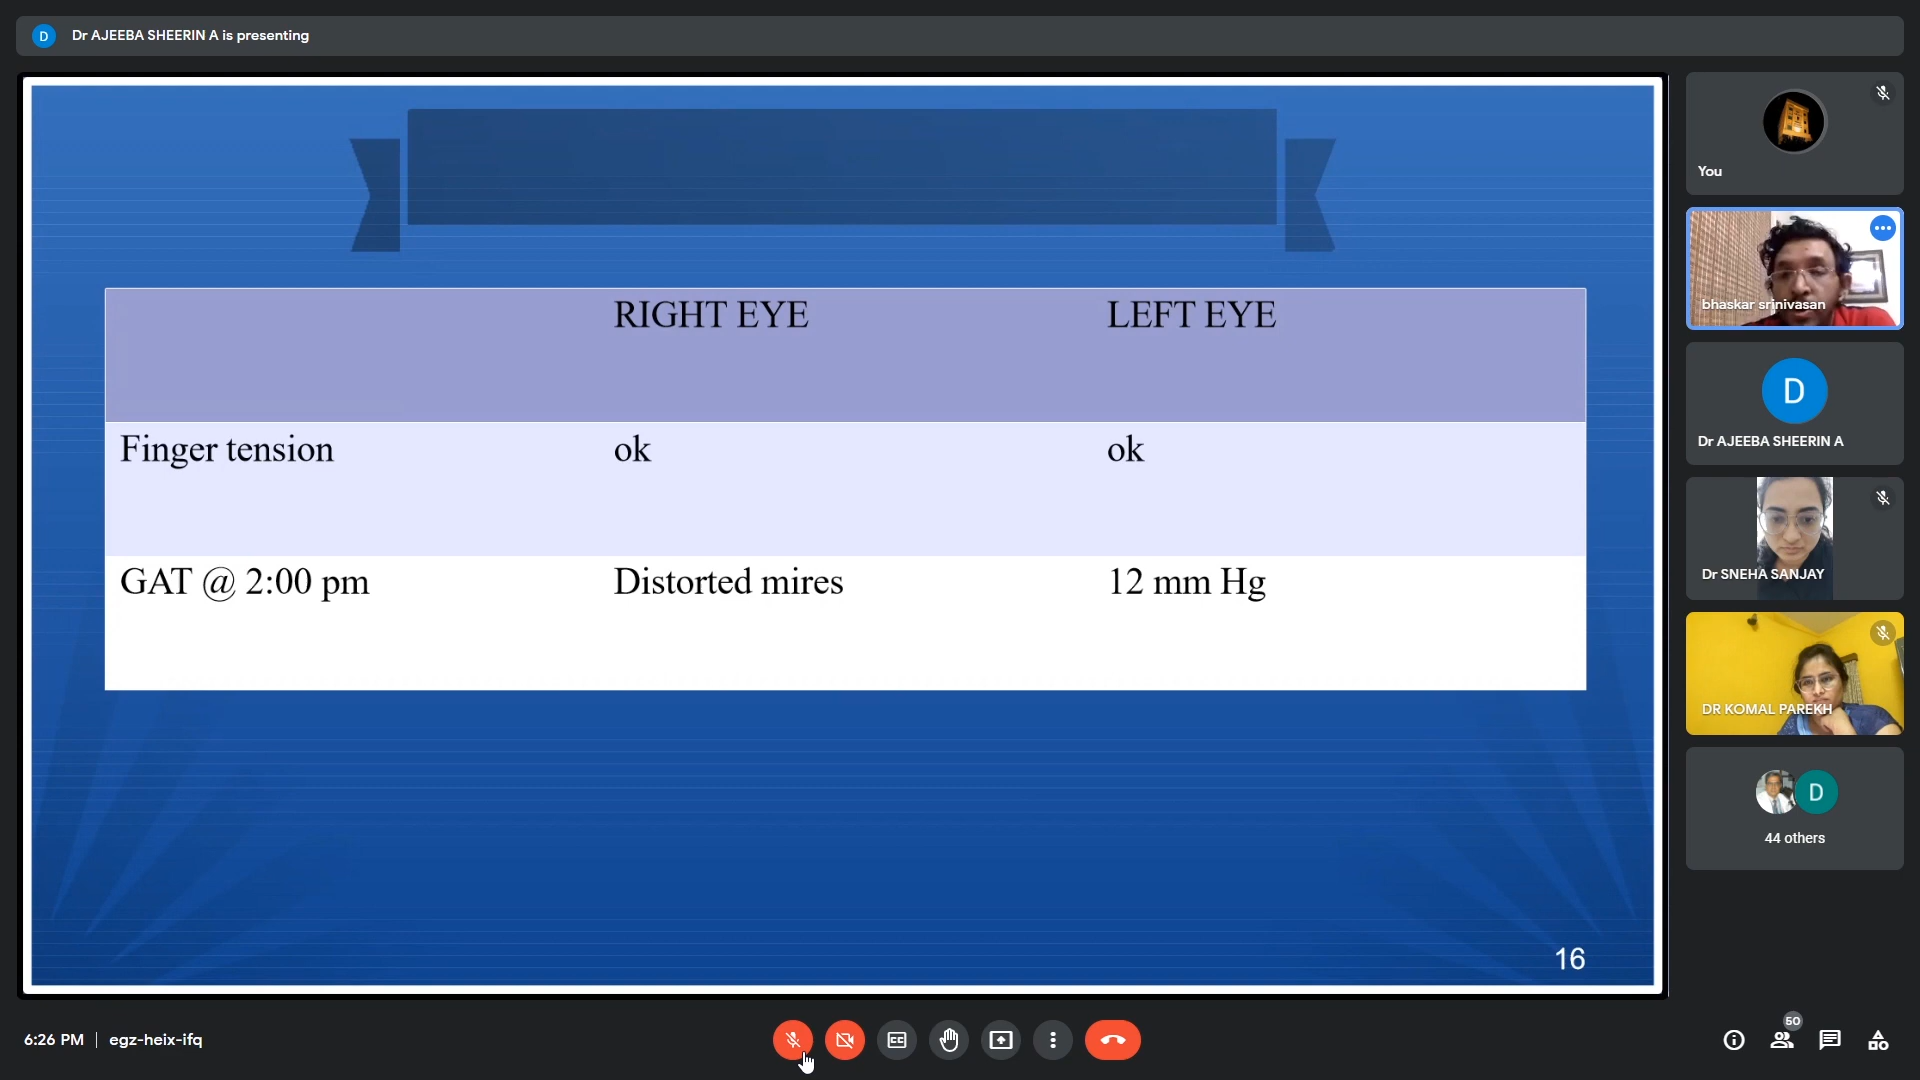 D Dr AJEEBA SHEERIN A is presenting
RIGHT EYE LEFT EYE
Finger tension ok ok
GAT @ 2:00 pm Distorted mires 12 mm Hg
16
You
bhaskar srinivasan
D
Dr AJEEBA SHEERIN A
Dr SNEHA SANJAY
DR KOMAL PAREKH
D
44 others
6:26 PM | egz-heix-ifq
CC
50